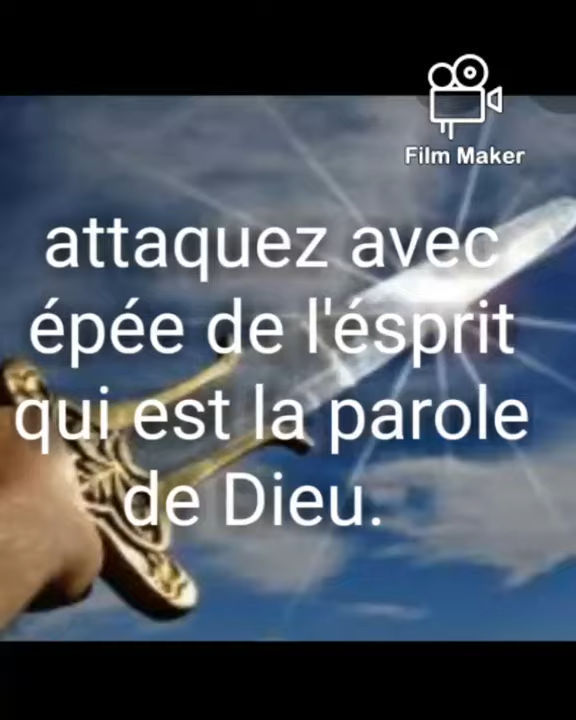 Film Maker
attaquez avec
épée de l'ésprit
qui est la parole
de Dieu.